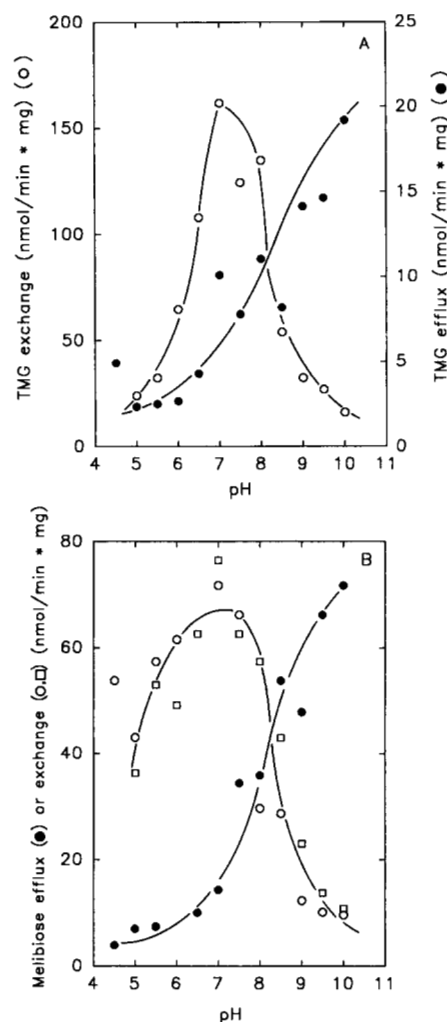 A
200
150
100
50
0
25
20
15
10
5
0
TMG exchange (nmol/min * mg) (○)
TMG efflux (nmol/min * mg) (●)
4 5 6 7 8 9 10 11
pH
B
80
60
40
20
0
Melibiose efflux (●) or exchange (○,□) (nmol/min * mg)
4 5 6 7 8 9 10 11
pH